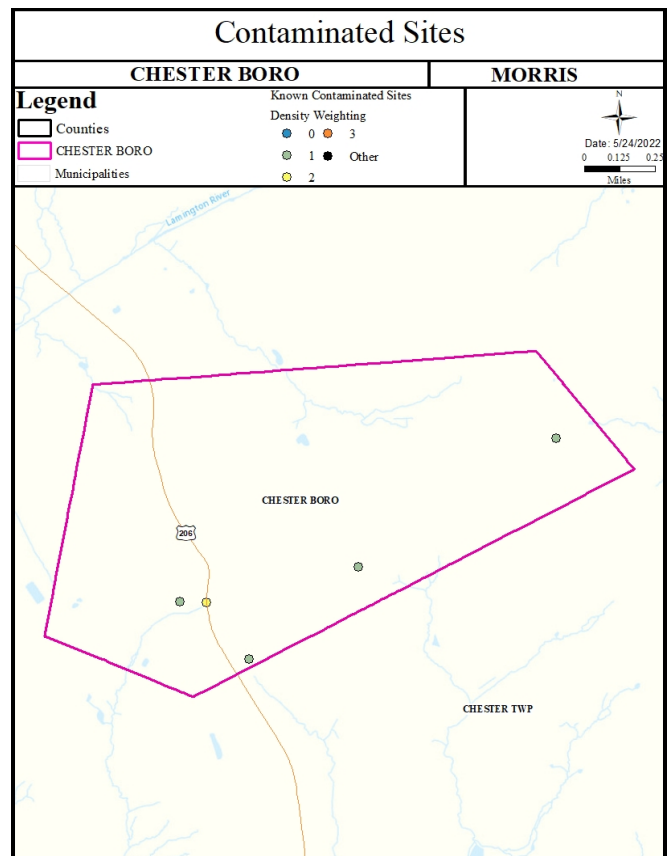 Contaminated Sites
CHESTER BORO
MORRIS
Legend
Counties
CHESTER BORO
Municipalities
Known Contaminated Sites
Density Weighting
0
3
1
Other
2
N
Date: 5/24/2022
0 0.125 0.25
Miles
Lamington River
CHESTER BORO
206
CHESTER TWP